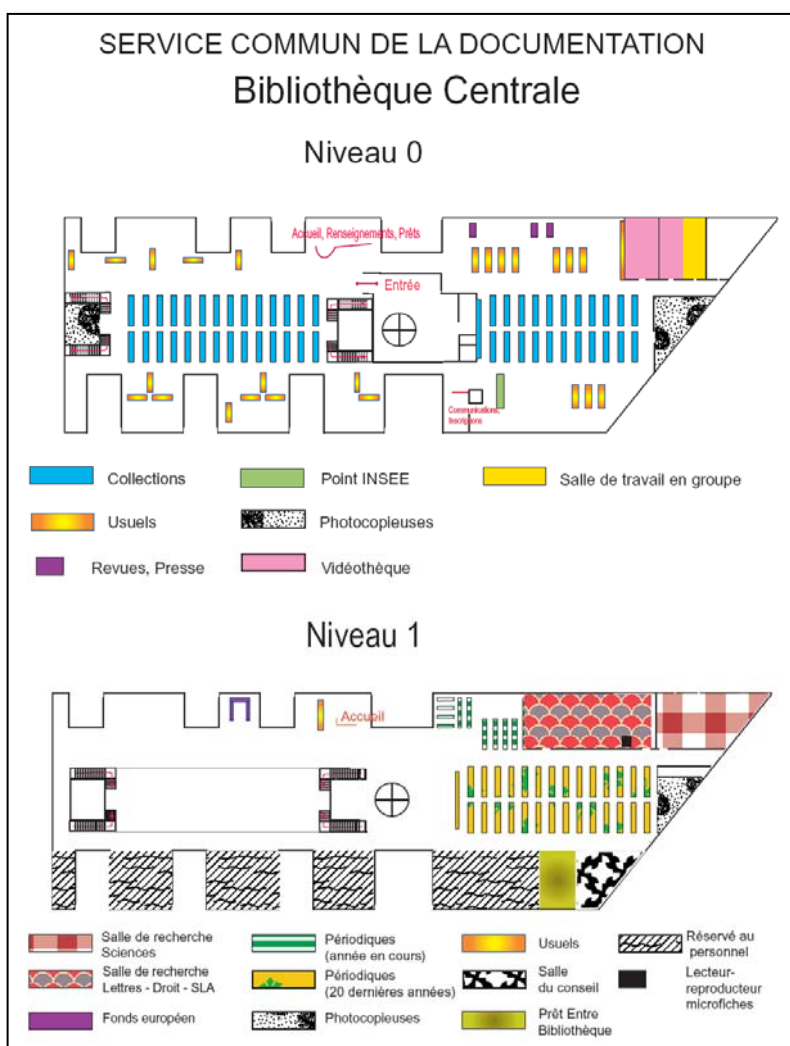 SERVICE COMMUN DE LA DOCUMENTATION
Bibliothèque Centrale
Niveau 0
Accueil, Renseignements, Prêts
Entrée
Communications,
Inscriptions
Collections
Point INSEE
Salle de travail en groupe
Usuels
Photocopieuses
Revues, Presse
Vidéothèque
Niveau 1
Accueil
Salle de recherche
Sciences
Périodiques
(année en cours)
Usuels
Réservé au
personnel
Salle de recherche
Lettres - Droit - SLA
Périodiques
(20 dernières années)
Salle
du conseil
Lecteur-
reproducteur
microfiches
Fonds européen
Photocopieuses
Prêt Entre
Bibliothèque